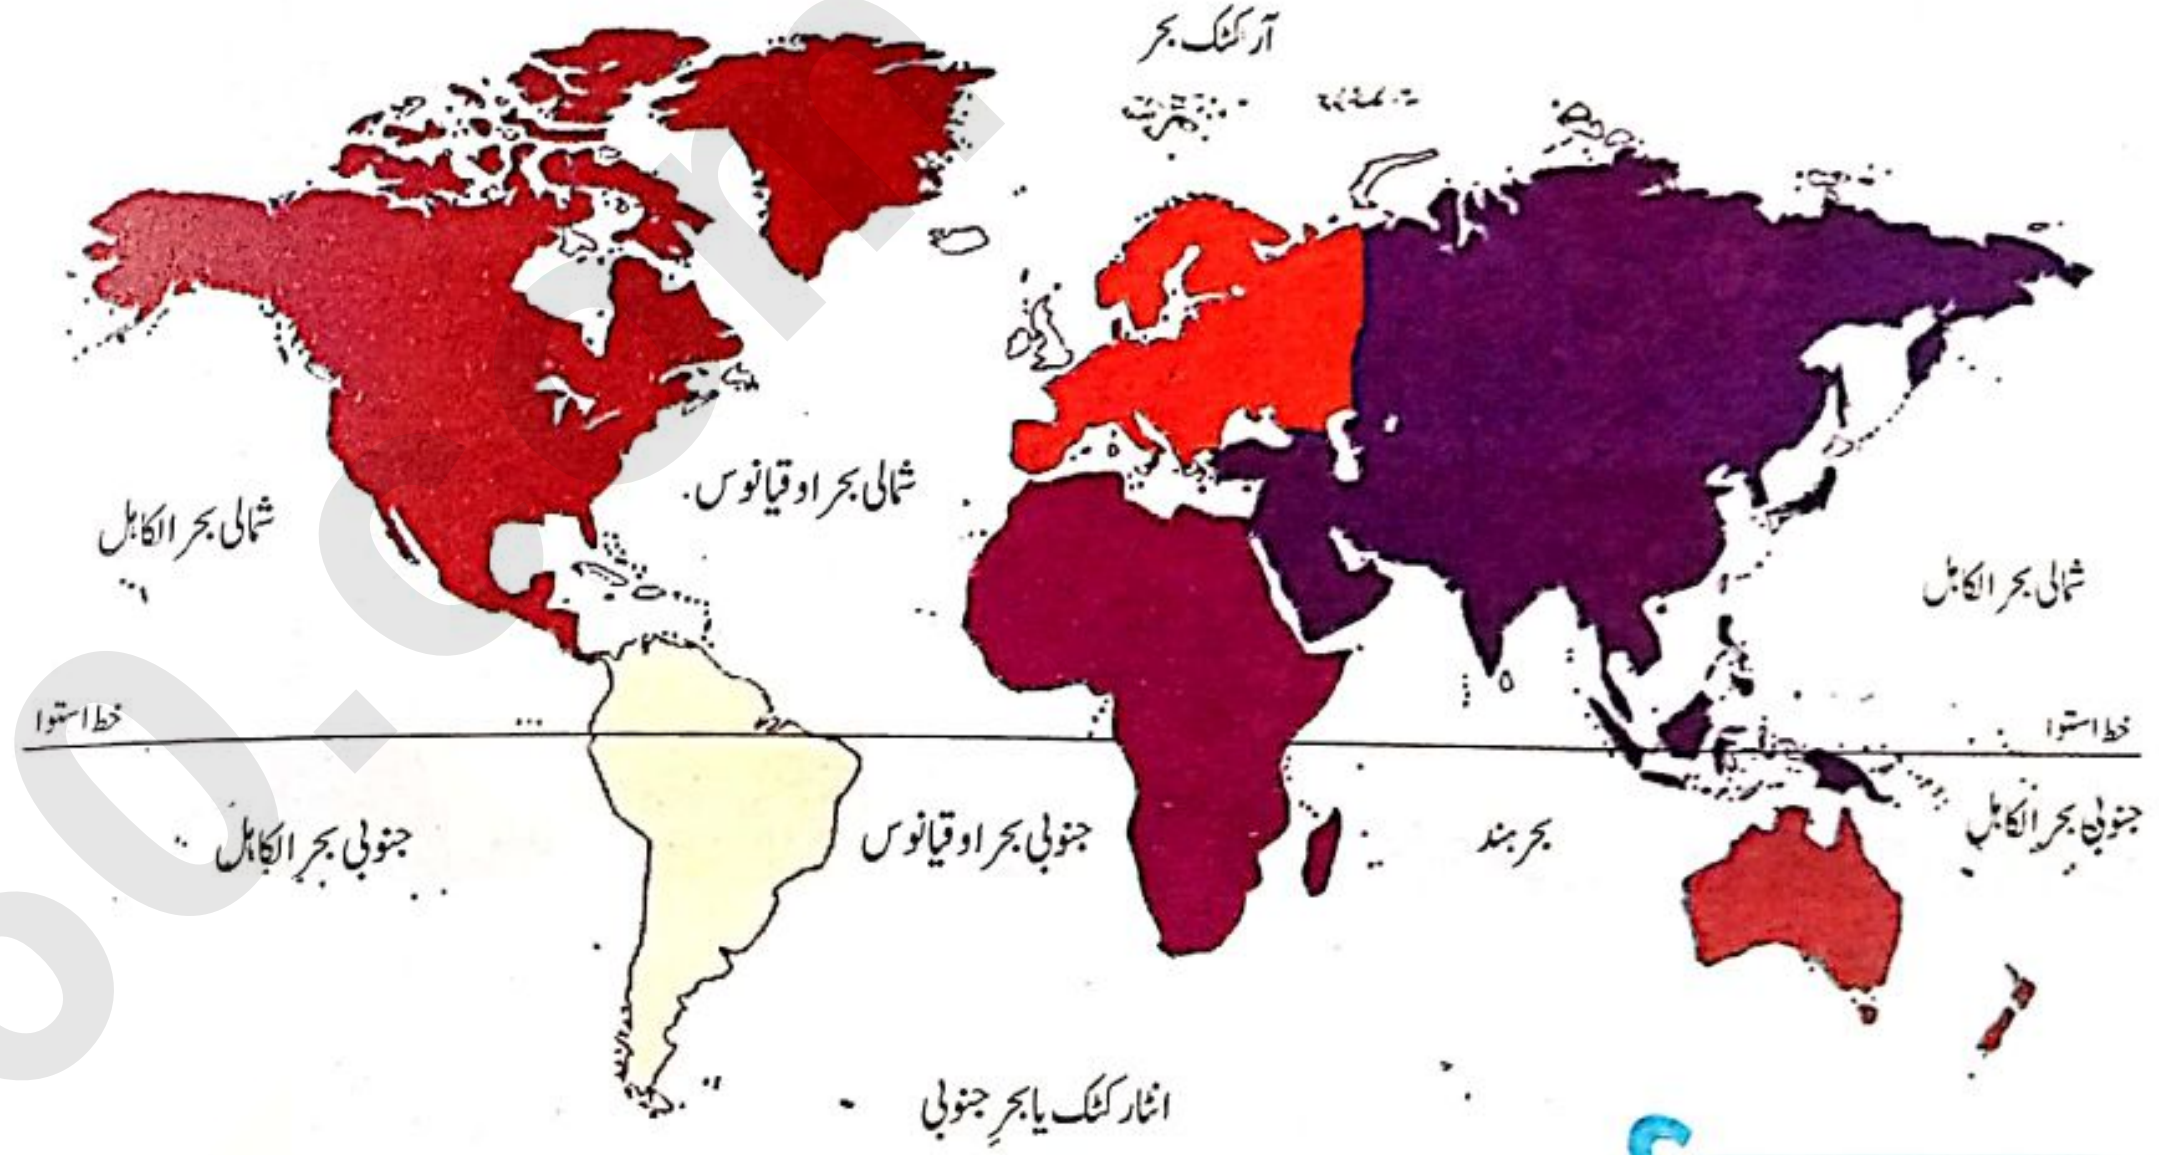 آرکٹک بحر
شمالی بحر اوقیانوس
شمالی بحر الکاہل
شمالی بحر الکاہل
خط استوا
خط استوا
جنوبی بحر الکاہل
جنوبی بحر اوقیانوس
بحر ہند
جنوبی بحر الکاہل
انٹارکٹک یا بحرِ جنوبی